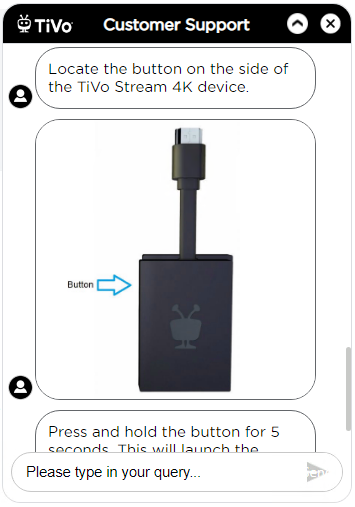 TiVo Customer Support
Locate the button on the side of
the TiVo Stream 4K device.
Button
Press and hold the button for 5
seconds. This will launch the
Please type in your query...